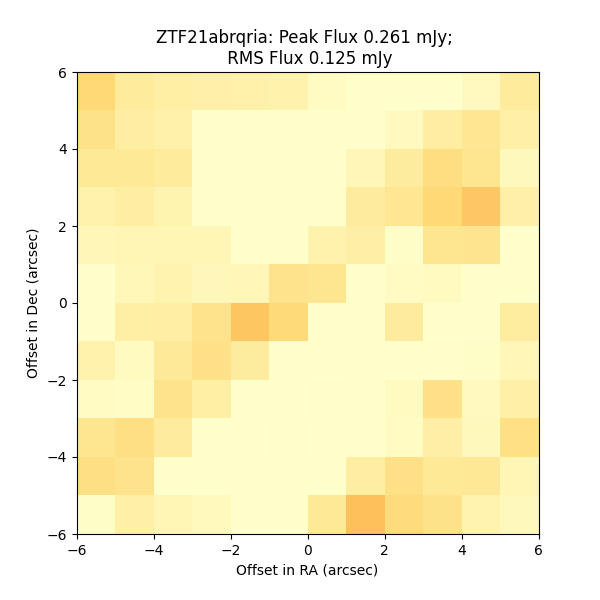 ZTF21abrqria: Peak Flux 0.261 mJy;
RMS Flux 0.125 mJy
6
4
2
0
−2
−4
−6
Offset in Dec (arcsec)
−6 −4 −2 0 2 4 6
Offset in RA (arcsec)